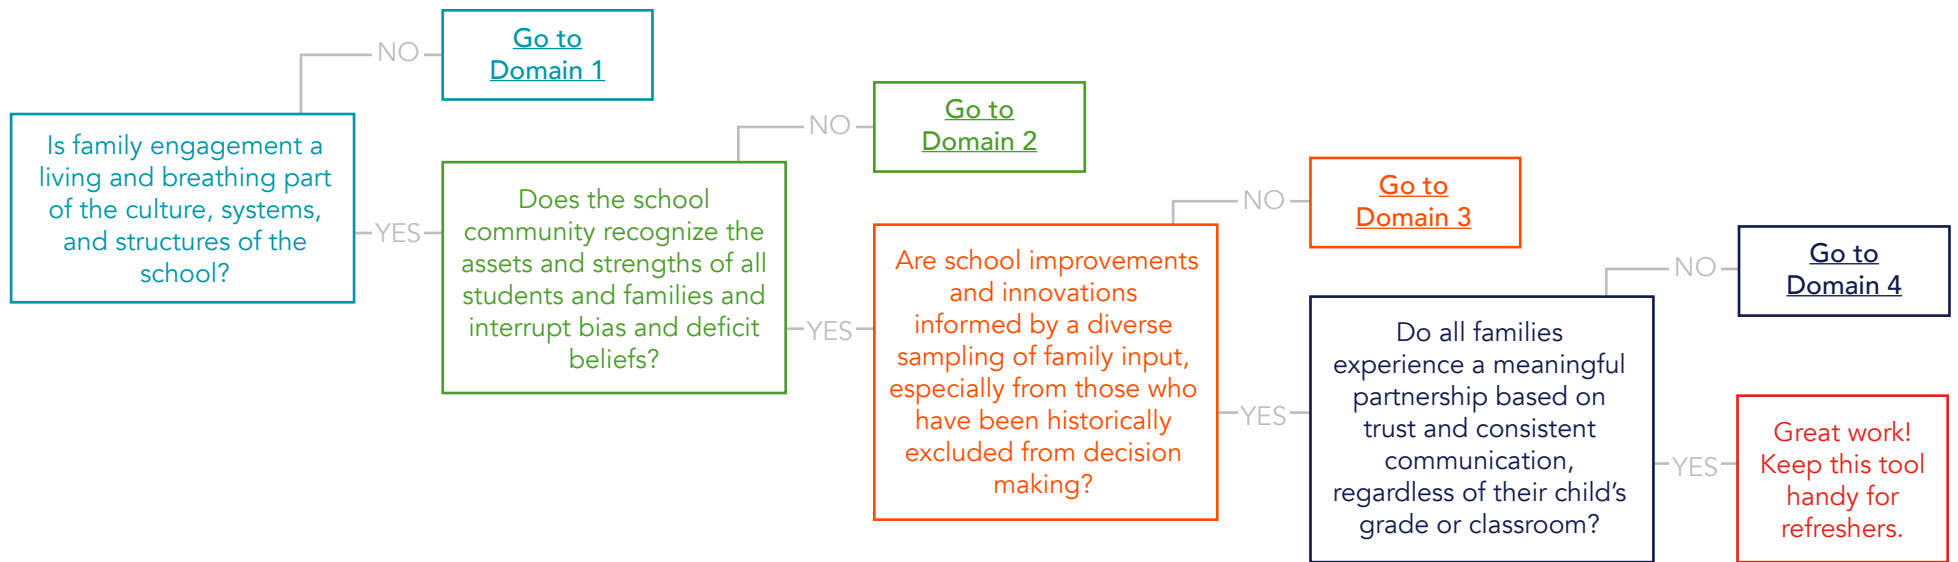 Is family engagement a
living and breathing part
of the culture, systems,
and structures of the
school?
NO
Go to
Domain 1
YES
Does the school
community recognize the
assets and strengths of all
students and families and
interrupt bias and deficit
beliefs?
NO
Go to
Domain 2
YES
Are school improvements
and innovations
informed by a diverse
sampling of family input,
especially from those who
have been historically
excluded from decision
making?
NO
Go to
Domain 3
YES
Do all families
experience a meaningful
partnership based on
trust and consistent
communication,
regardless of their child’s
grade or classroom?
NO
Go to
Domain 4
YES
Great work!
Keep this tool
handy for
refreshers.